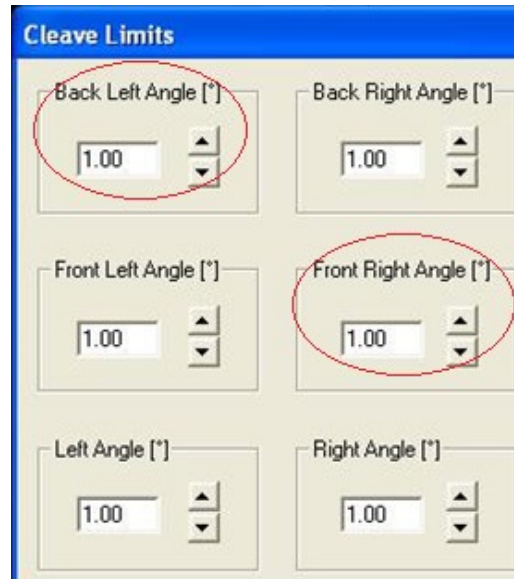 Cleave Limits
Back Left Angle [°] Back Right Angle [°]
1.00 1.00
Front Left Angle [°] Front Right Angle [°]
1.00 1.00
Left Angle [°] Right Angle [°]
1.00 1.00